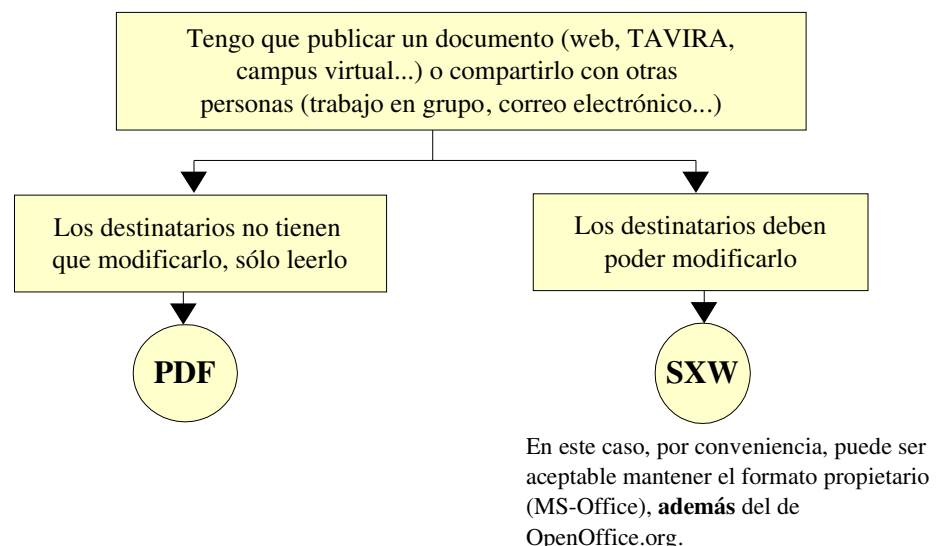 Tengo que publicar un documento (web, TAVIRA,
campus virtual...) o compartirlo con otras
personas (trabajo en grupo, correo electrónico...)
Los destinatarios no tienen
que modificarlo, sólo leerlo
Los destinatarios deben
poder modificarlo
PDF
SXW
En este caso, por conveniencia, puede ser
aceptable mantener el formato propietario
(MS-Office), además del de
OpenOffice.org.